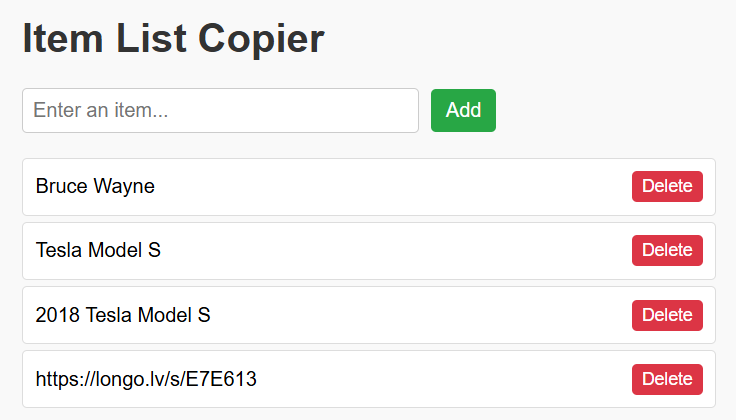 Item List Copier
Enter an item... Add
Bruce Wayne Delete
Tesla Model S Delete
2018 Tesla Model S Delete
https://longo.lv/s/E7E613 Delete